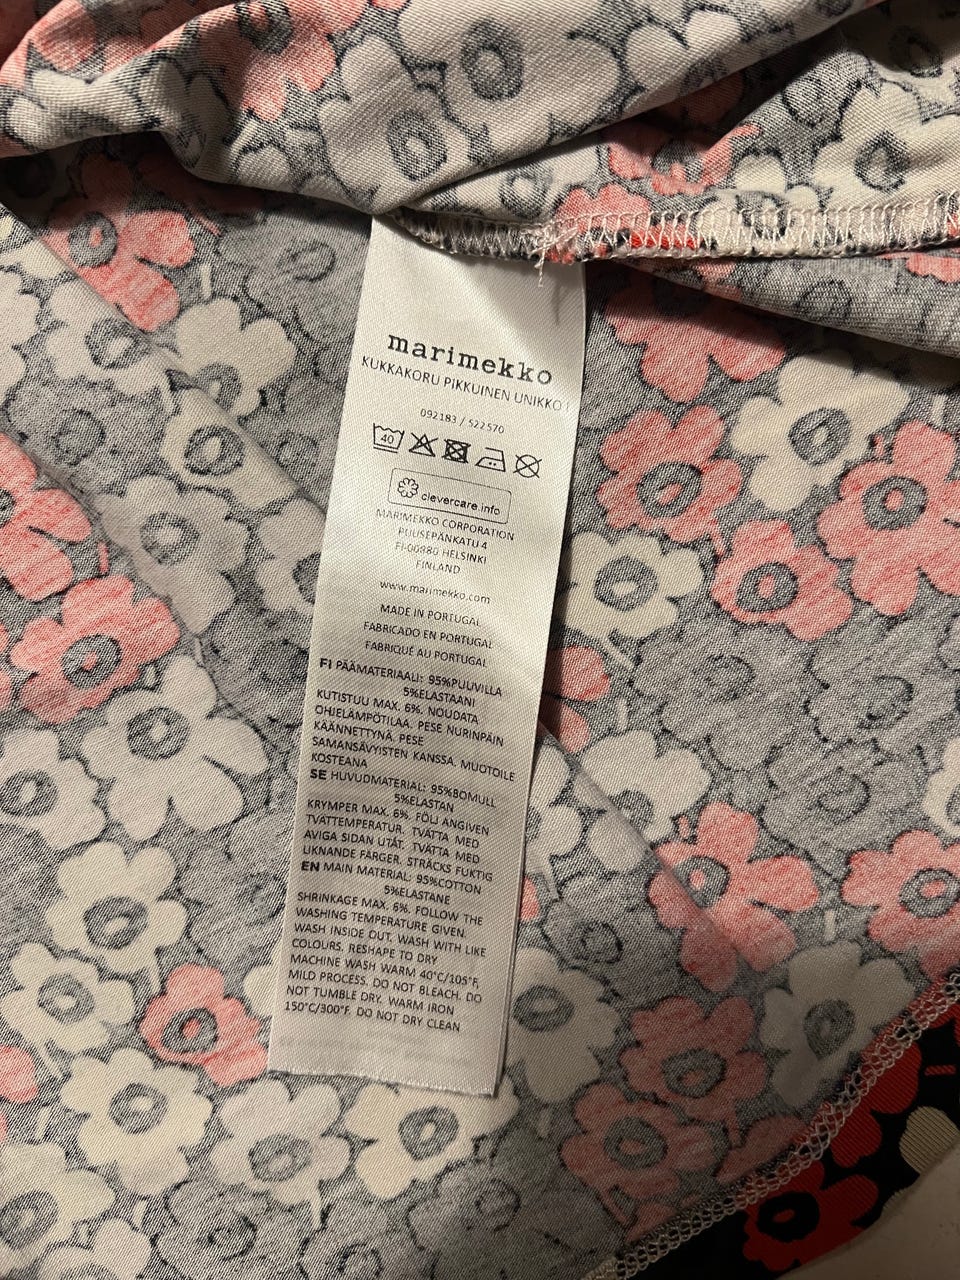 marimekko
KUKKAKORU PIKKUINEN UNIKKO I
092183 / 522570
40
clevercare.info
MARIMEKKO CORPORATION
PUUSEPÄNKATU 4
FI-00880 HELSINKI
FINLAND
www.marimekko.com
MADE IN PORTUGAL
FABRICADO EN PORTUGAL
FABRIQUÉ AU PORTUGAL
FI PÄÄMATERIAALI: 95%PUUVILLA
5%ELASTAANI
KUTISTUU MAX. 6%. NOUDATA
OHJELÄMPÖTILAA. PESE NURINPÄIN
KÄÄNNETTYNÄ. PESE
SAMANSÄVYISTEN KANSSA. MUOTOILE
KOSTEANA
SE HUVUDMATERIAL: 95%BOMULL
5%ELASTAN
KRYMPER MAX. 6%. FÖLJ ANGIVEN
TVÄTTEMPERATUR. TVÄTTA MED
AVIGA SIDAN UTÅT. TVÄTTA MED
LIKNANDE FÄRGER. STRÄCKS FUKTIG
EN MAIN MATERIAL: 95%COTTON
5%ELASTANE
SHRINKAGE MAX. 6%. FOLLOW THE
WASHING TEMPERATURE GIVEN.
WASH INSIDE OUT. WASH WITH LIKE
COLOURS. RESHAPE TO DRY
MACHINE WASH WARM 40°C/105°F,
MILD PROCESS. DO NOT BLEACH. DO
NOT TUMBLE DRY. WARM IRON
150°C/300°F. DO NOT DRY CLEAN